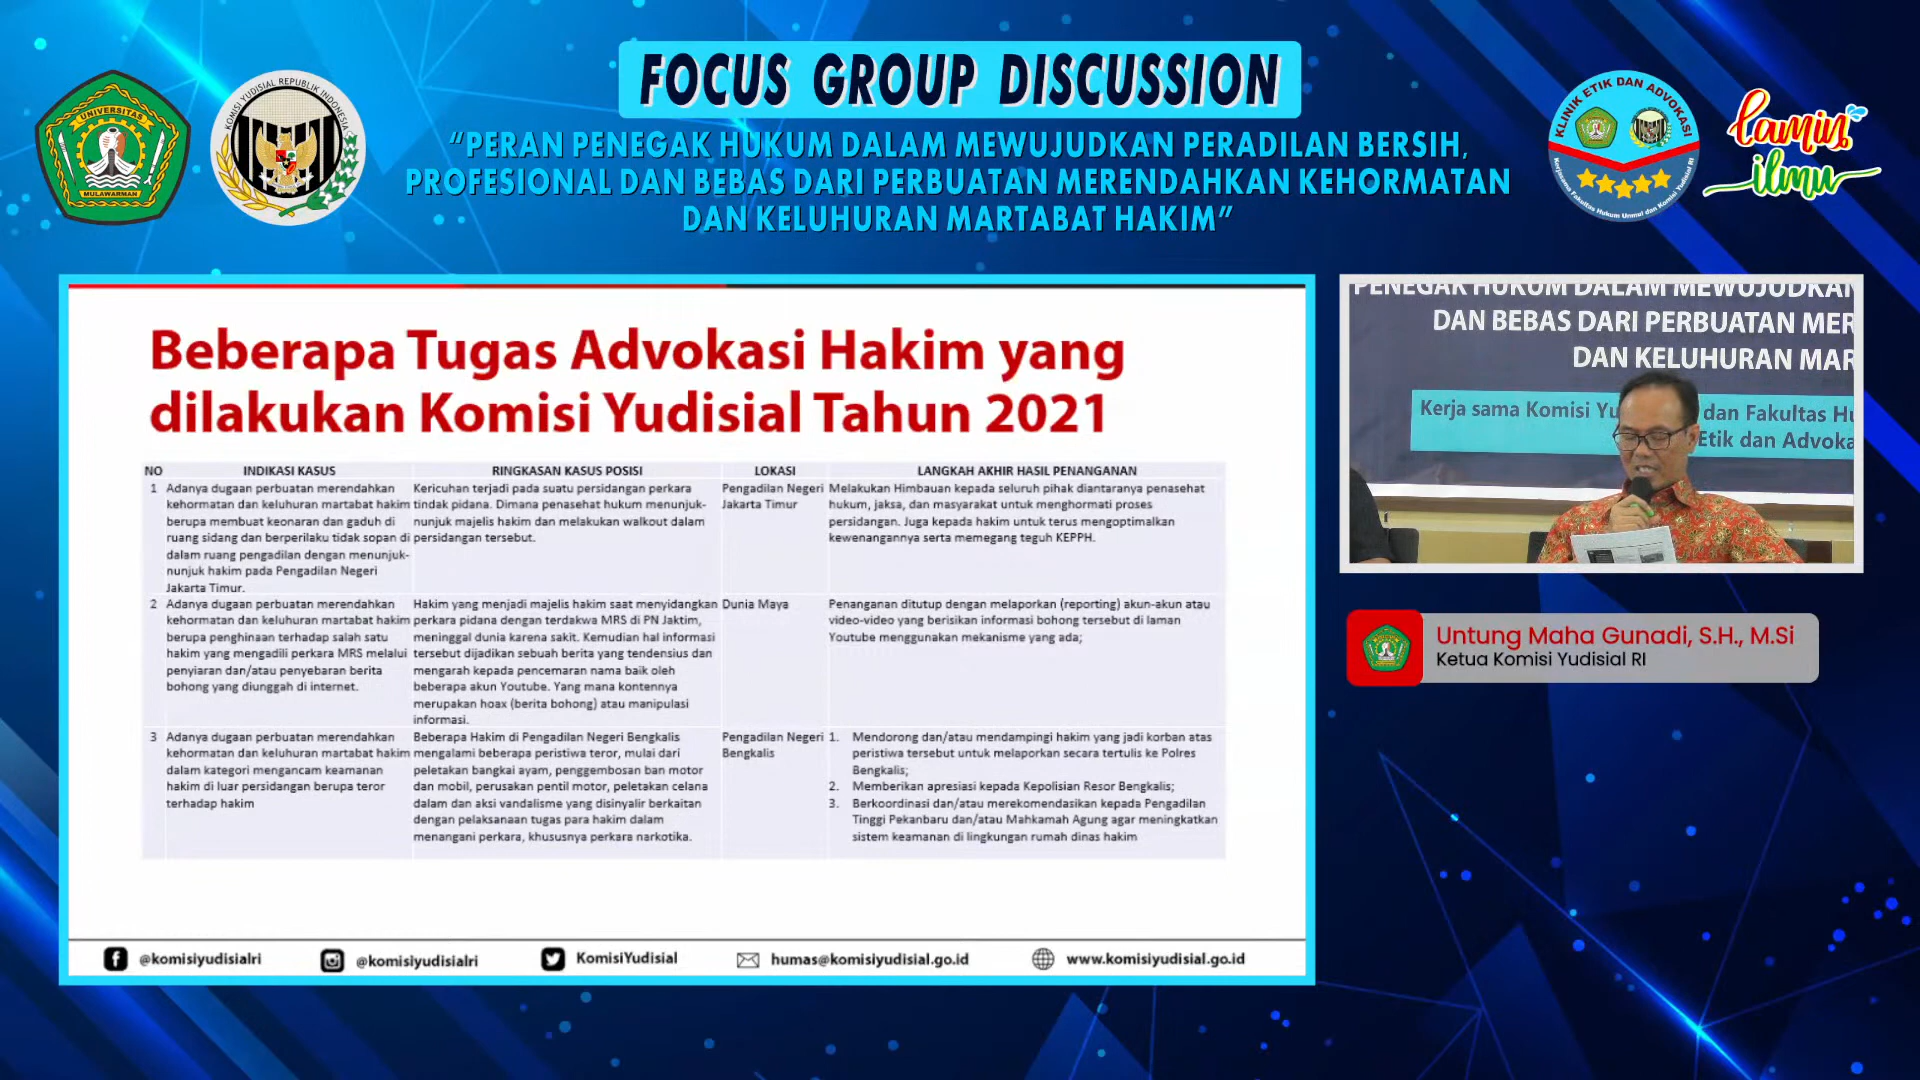 FOCUS GROUP DISCUSSION
“PERAN PENEGAK HUKUM DALAM MEWUJUDKAN PERADILAN BERSIH,
PROFESIONAL DAN BEBAS DARI PERBUATAN MERENDAHKAN KEHORMATAN
DAN KELUHURAN MARTABAT HAKIM”
UNIVERSITAS
MULAWARMAN
KOMISI YUDISIAL REPUBLIK INDONESIA
KLINIK ETIK DAN ADVOKASI
Kerjasama Fakultas Hukum Unmul dan Komisi Yudisial RI
Lamin
ilmu
Beberapa Tugas Advokasi Hakim yang
dilakukan Komisi Yudisial Tahun 2021
NO INDIKASI KASUS RINGKASAN KASUS POSISI LOKASI LANGKAH AKHIR HASIL PENANGANAN
1 Adanya dugaan perbuatan merendahkan
kehormatan dan keluhuran martabat hakim
berupa membuat keonaran dan gaduh di
ruang sidang dan berperilaku tidak sopan di
dalam ruang pengadilan dengan menunjuk-
nunjuk hakim pada Pengadilan Negeri
Jakarta Timur.
Kericuhan terjadi pada suatu persidangan perkara
tindak pidana. Dimana penasehat hukum menunjuk-
nunjuk majelis hakim dan melakukan walkout dalam
persidangan tersebut.
Pengadilan Negeri
Jakarta Timur
Melakukan Himbauan kepada seluruh pihak diantaranya penasehat
hukum, jaksa, dan masyarakat untuk menghormati proses
persidangan. Juga kepada hakim untuk terus mengoptimalkan
kewenangannya serta memegang teguh KEPPH.
2 Adanya dugaan perbuatan merendahkan
kehormatan dan keluhuran martabat hakim
berupa penghinaan terhadap salah satu
hakim yang mengadili perkara MRS melalui
penyiaran dan/atau penyebaran berita
bohong yang diunggah di internet.
Hakim yang menjadi majelis hakim saat menyidangkan
perkara pidana dengan terdakwa MRS di PN Jaktim,
meninggal dunia karena sakit. Kemudian hal informasi
tersebut dijadikan sebuah berita yang tendensius dan
mengarah kepada pencemaran nama baik oleh
beberapa akun Youtube. Yang mana kontennya
merupakan hoax (berita bohong) atau manipulasi
informasi.
Dunia Maya
Penanganan ditutup dengan melaporkan (reporting) akun-akun atau
video-video yang berisikan informasi bohong tersebut di laman
Youtube menggunakan mekanisme yang ada;
3 Adanya dugaan perbuatan merendahkan
kehormatan dan keluhuran martabat hakim
dalam kategori mengancam keamanan
hakim di luar persidangan berupa teror
terhadap hakim
Beberapa Hakim di Pengadilan Negeri Bengkalis
mengalami beberapa peristiwa teror, mulai dari
peletakan bangkai ayam, penggembosan ban motor
dan mobil, perusakan pentil motor, peletakan celana
dalam dan aksi vandalisme yang disinyalir berkaitan
dengan pelaksanaan tugas para hakim dalam
menangani perkara, khususnya perkara narkotika.
Pengadilan Negeri
Bengkalis
1. Mendorong dan/atau mendampingi hakim yang jadi korban atas
peristiwa tersebut untuk melaporkan secara tertulis ke Polres
Bengkalis;
2. Memberikan apresiasi kepada Kepolisian Resor Bengkalis;
3. Berkoordinasi dan/atau merekomendasikan kepada Pengadilan
Tinggi Pekanbaru dan/atau Mahkamah Agung agar meningkatkan
sistem keamanan di lingkungan rumah dinas hakim
@komisiyudisialri @komisiyudisialri KomisiYudisial humas@komisiyudisial.go.id www.komisiyudisial.go.id
PENEGAK HUKUM DALAM MEWUJUDKAN
DAN BEBAS DARI PERBUATAN MER
DAN KELUHURAN MAR
Kerja sama Komisi Yu dan Fakultas Hu
Etik dan Advoka
Untung Maha Gunadi, S.H., M.Si
Ketua Komisi Yudisial RI